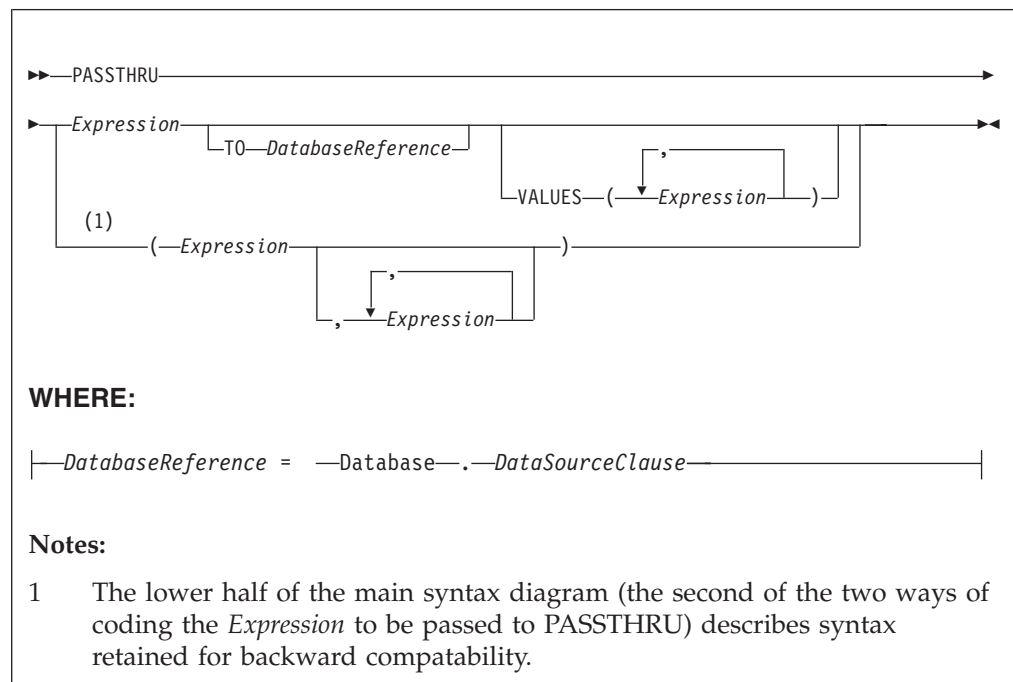 PASSTHRU
Expression
TO DatabaseReference
,
VALUES ( Expression )
(1)
( Expression )
,
, Expression
WHERE:
DatabaseReference = Database . DataSourceClause
Notes:
1 The lower half of the main syntax diagram (the second of the two ways of
coding the Expression to be passed to PASSTHRU) describes syntax
retained for backward compatability.